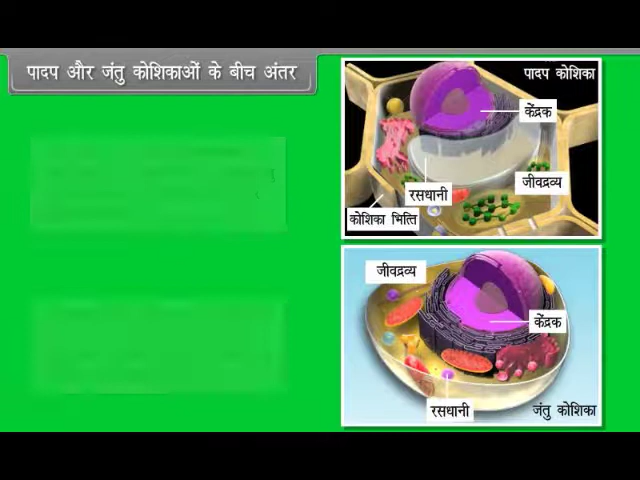 पादप और जंतु कोशिकाओं के बीच अंतर
पादप कोशिका
केंद्रक
जीवद्रव्य
रसधानी
कोशिका भित्ति
जीवद्रव्य
केंद्रक
रसधानी
जंतु कोशिका